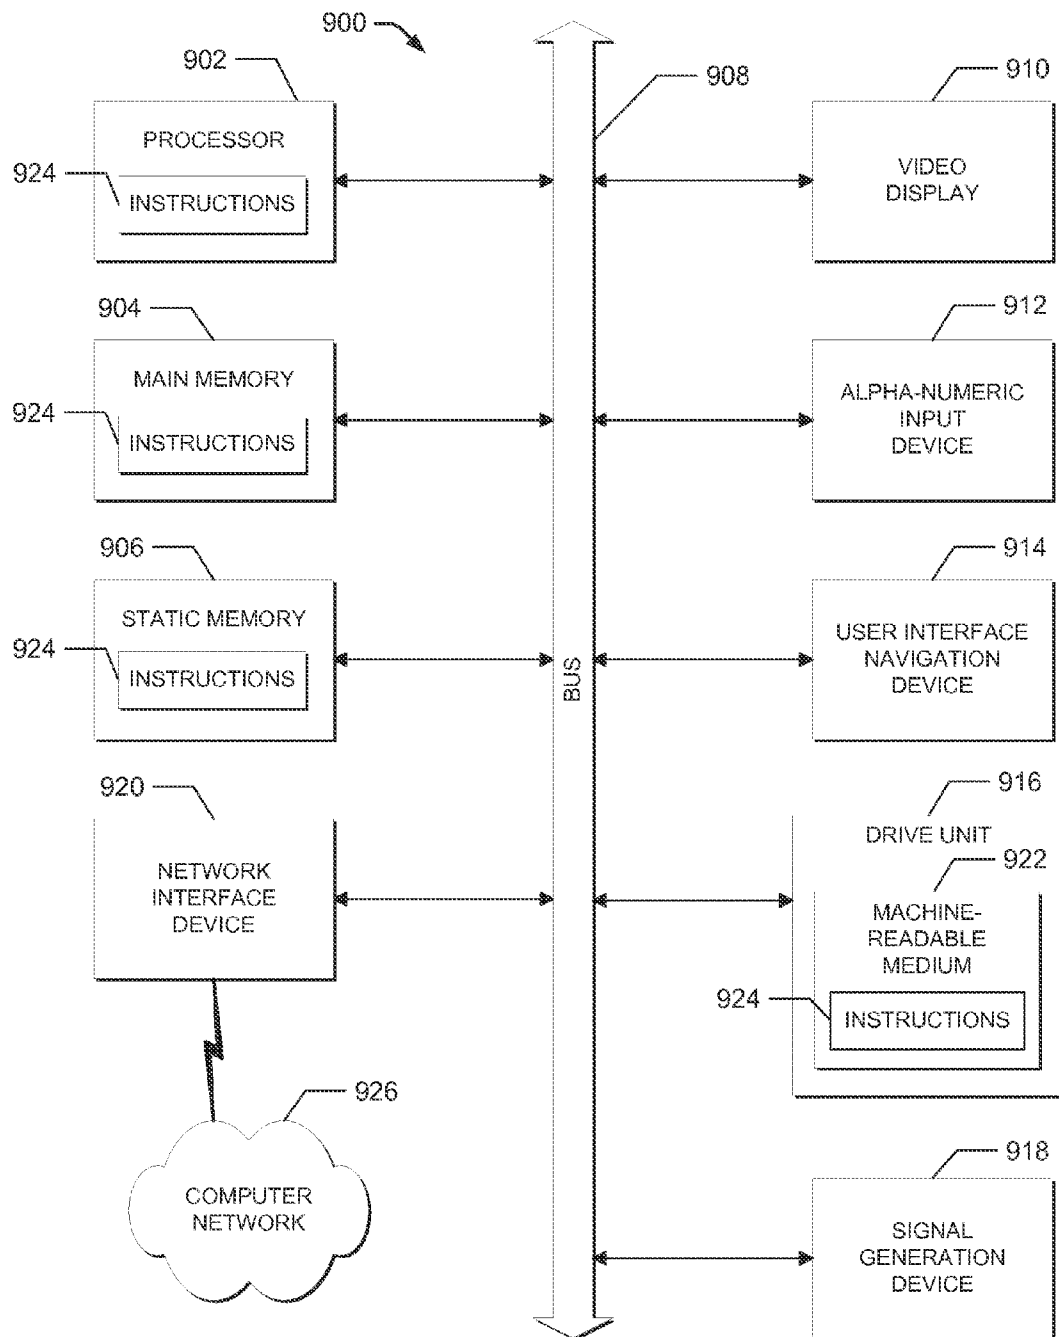 900
902
PROCESSOR
924
INSTRUCTIONS
904
MAIN MEMORY
924
INSTRUCTIONS
906
STATIC MEMORY
924
INSTRUCTIONS
920
NETWORK
INTERFACE
DEVICE
926
COMPUTER
NETWORK
908
BUS
910
VIDEO
DISPLAY
912
ALPHA-NUMERIC
INPUT
DEVICE
914
USER INTERFACE
NAVIGATION
DEVICE
916
DRIVE UNIT
922
MACHINE-
READABLE
MEDIUM
924
INSTRUCTIONS
918
SIGNAL
GENERATION
DEVICE